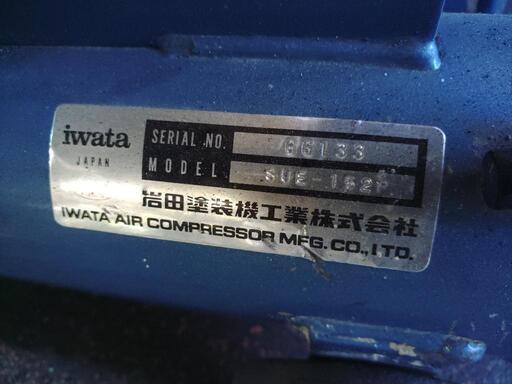 iwata
JAPAN
SERIAL NO.
MODEL
岩田塗装機工業株式会社
IWATA AIR COMPRESSOR MFG. CO., LTD.